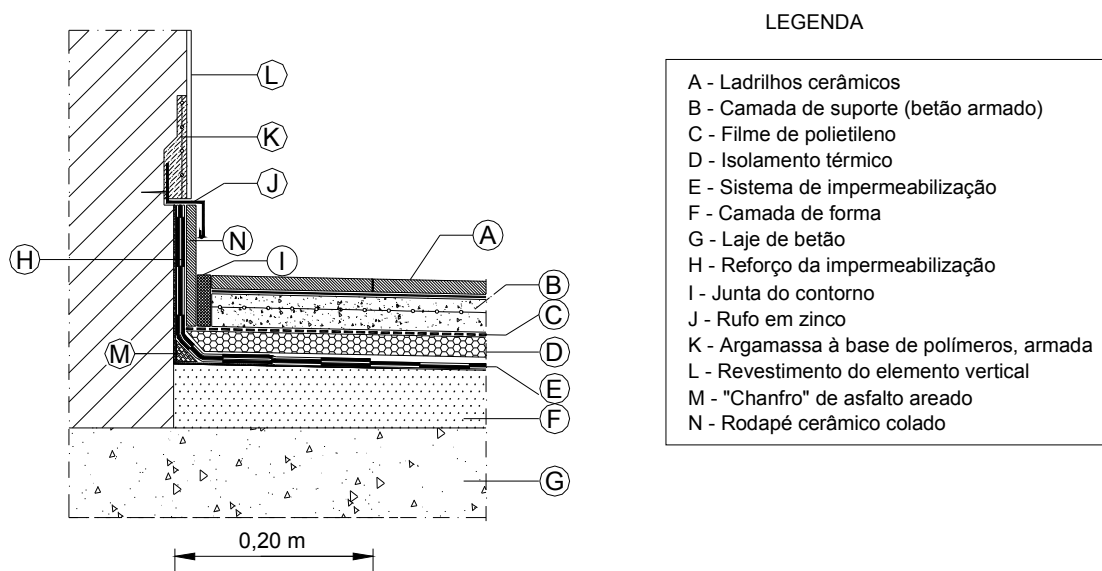 LEGENDA
L
K
J
N
A
H
I
B
C
M
D
E
F
G
0,20 m
A - Ladrilhos cerâmicos
B - Camada de suporte (betão armado)
C - Filme de polietileno
D - Isolamento térmico
E - Sistema de impermeabilização
F - Camada de forma
G - Laje de betão
H - Reforço da impermeabilização
I - Junta do contorno
J - Rufo em zinco
K - Argamassa à base de polímeros, armada
L - Revestimento do elemento vertical
M - "Chanfro" de asfalto areado
N - Rodapé cerâmico colado